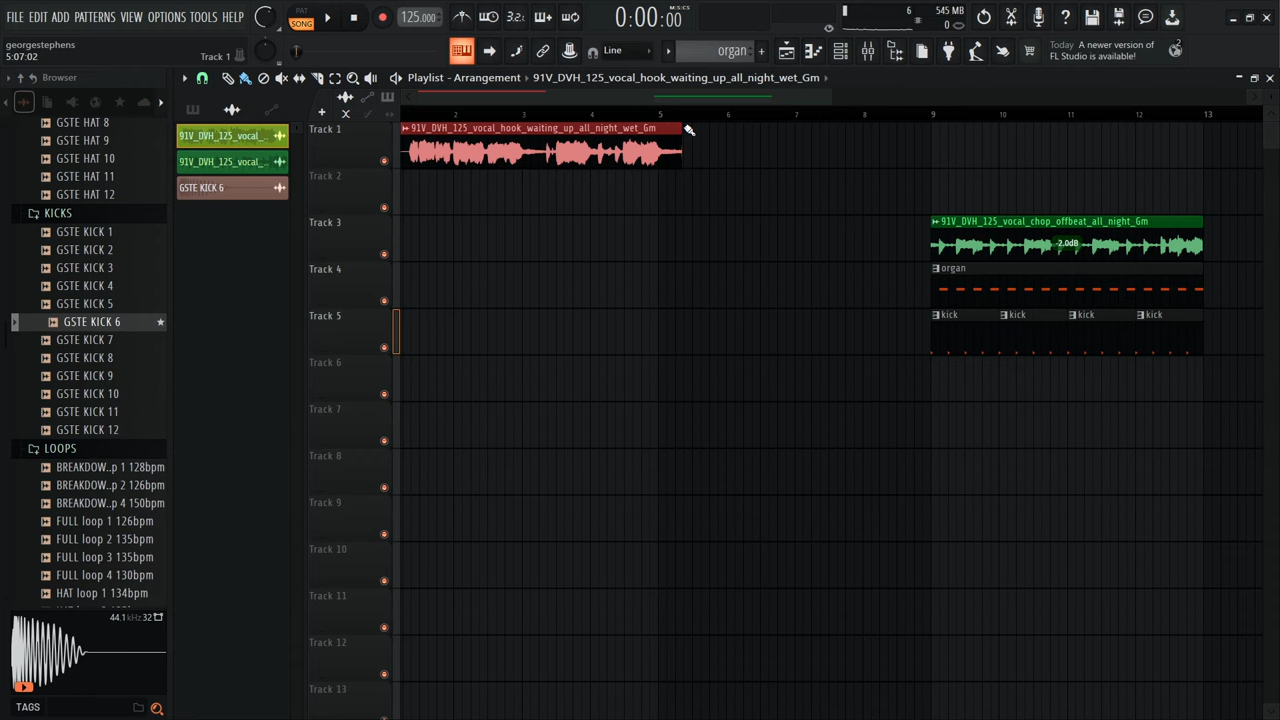 FILE EDIT ADD PATTERNS VIEW OPTIONS TOOLS HELP
PAT
SONG
125.000
3.2.
0:00:00
M:S:CS
6
545 MB
0
georgestephens
5:07:02
Track 1
Line
organ
Today
A newer version of
FL Studio is available!
Browser
Playlist - Arrangement
91V_DVH_125_vocal_hook_waiting_up_all_night_wet_Gm
2
3
4
5
6
7
8
9
10
11
12
13
GSTE HAT 8
GSTE HAT 9
GSTE HAT 10
GSTE HAT 11
GSTE HAT 12
KICKS
GSTE KICK 1
GSTE KICK 2
GSTE KICK 3
GSTE KICK 4
GSTE KICK 5
GSTE KICK 6
GSTE KICK 7
GSTE KICK 8
GSTE KICK 9
GSTE KICK 10
GSTE KICK 11
GSTE KICK 12
LOOPS
BREAKDOW..p 1 128bpm
BREAKDOW..p 2 126bpm
BREAKDOW..p 4 150bpm
FULL loop 1 126bpm
FULL loop 2 135bpm
FULL loop 3 135bpm
FULL loop 4 130bpm
HAT loop 1 134bpm
44.1kHz 32
TAGS
91V_DVH_125_vocal_...
91V_DVH_125_vocal_...
GSTE KICK 6
Track 1
91V_DVH_125_vocal_hook_waiting_up_all_night_wet_Gm
Track 2
Track 3
91V_DVH_125_vocal_chop_offbeat_all_night_Gm
-2.0dB
Track 4
organ
Track 5
kick
kick
kick
kick
Track 6
Track 7
Track 8
Track 9
Track 10
Track 11
Track 12
Track 13